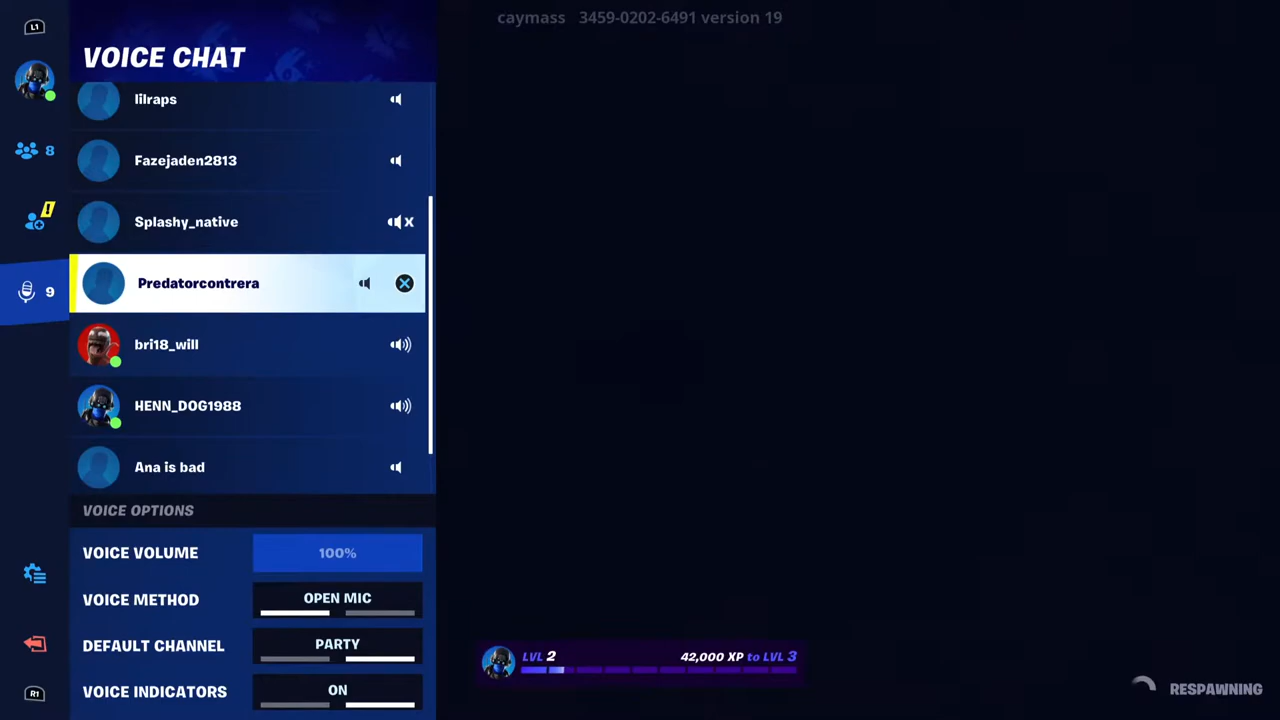 caymass 3459-0202-6491 version 19
L1
VOICE CHAT
lilraps
8
Fazejaden2813
Splashy_native
9
Predatorcontrera
bri18_will
HENN_DOG1988
Ana is bad
VOICE OPTIONS
VOICE VOLUME 100%
VOICE METHOD OPEN MIC
DEFAULT CHANNEL PARTY
VOICE INDICATORS ON
R1
LVL 2 42,000 XP to LVL 3
RESPAWNING